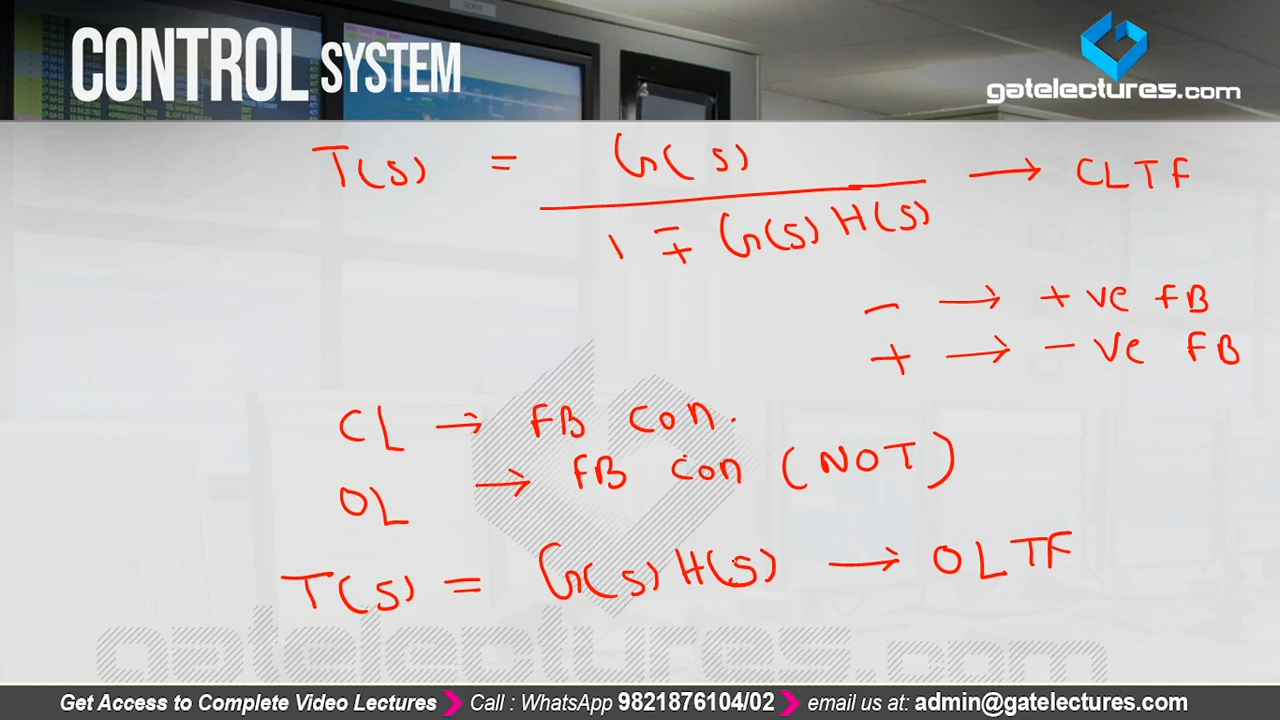 CONTROL SYSTEM
gatelectures.com
T(s) = G(s) / 1 ∓ G(s) H(s) → CLTF
- → + ve FB
+ → - ve FB
CL → FB con.
OL → FB con (NOT)
T(s) = G(s) H(s) → OLTF
gatelectures.com
Get Access to Complete Video Lectures Call : WhatsApp 9821876104/02 email us at: admin@gatelectures.com